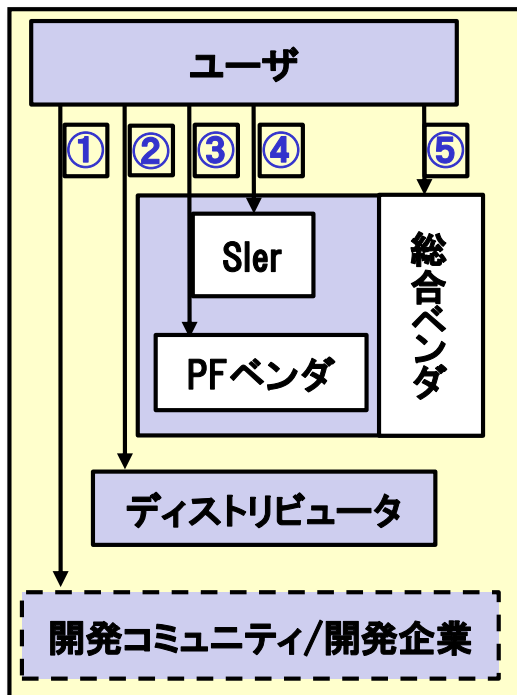 ユーザ
① ② ③ ④ ⑤
SIer
総合ベンダ
PFベンダ
ディストリビュータ
開発コミュニティ/開発企業